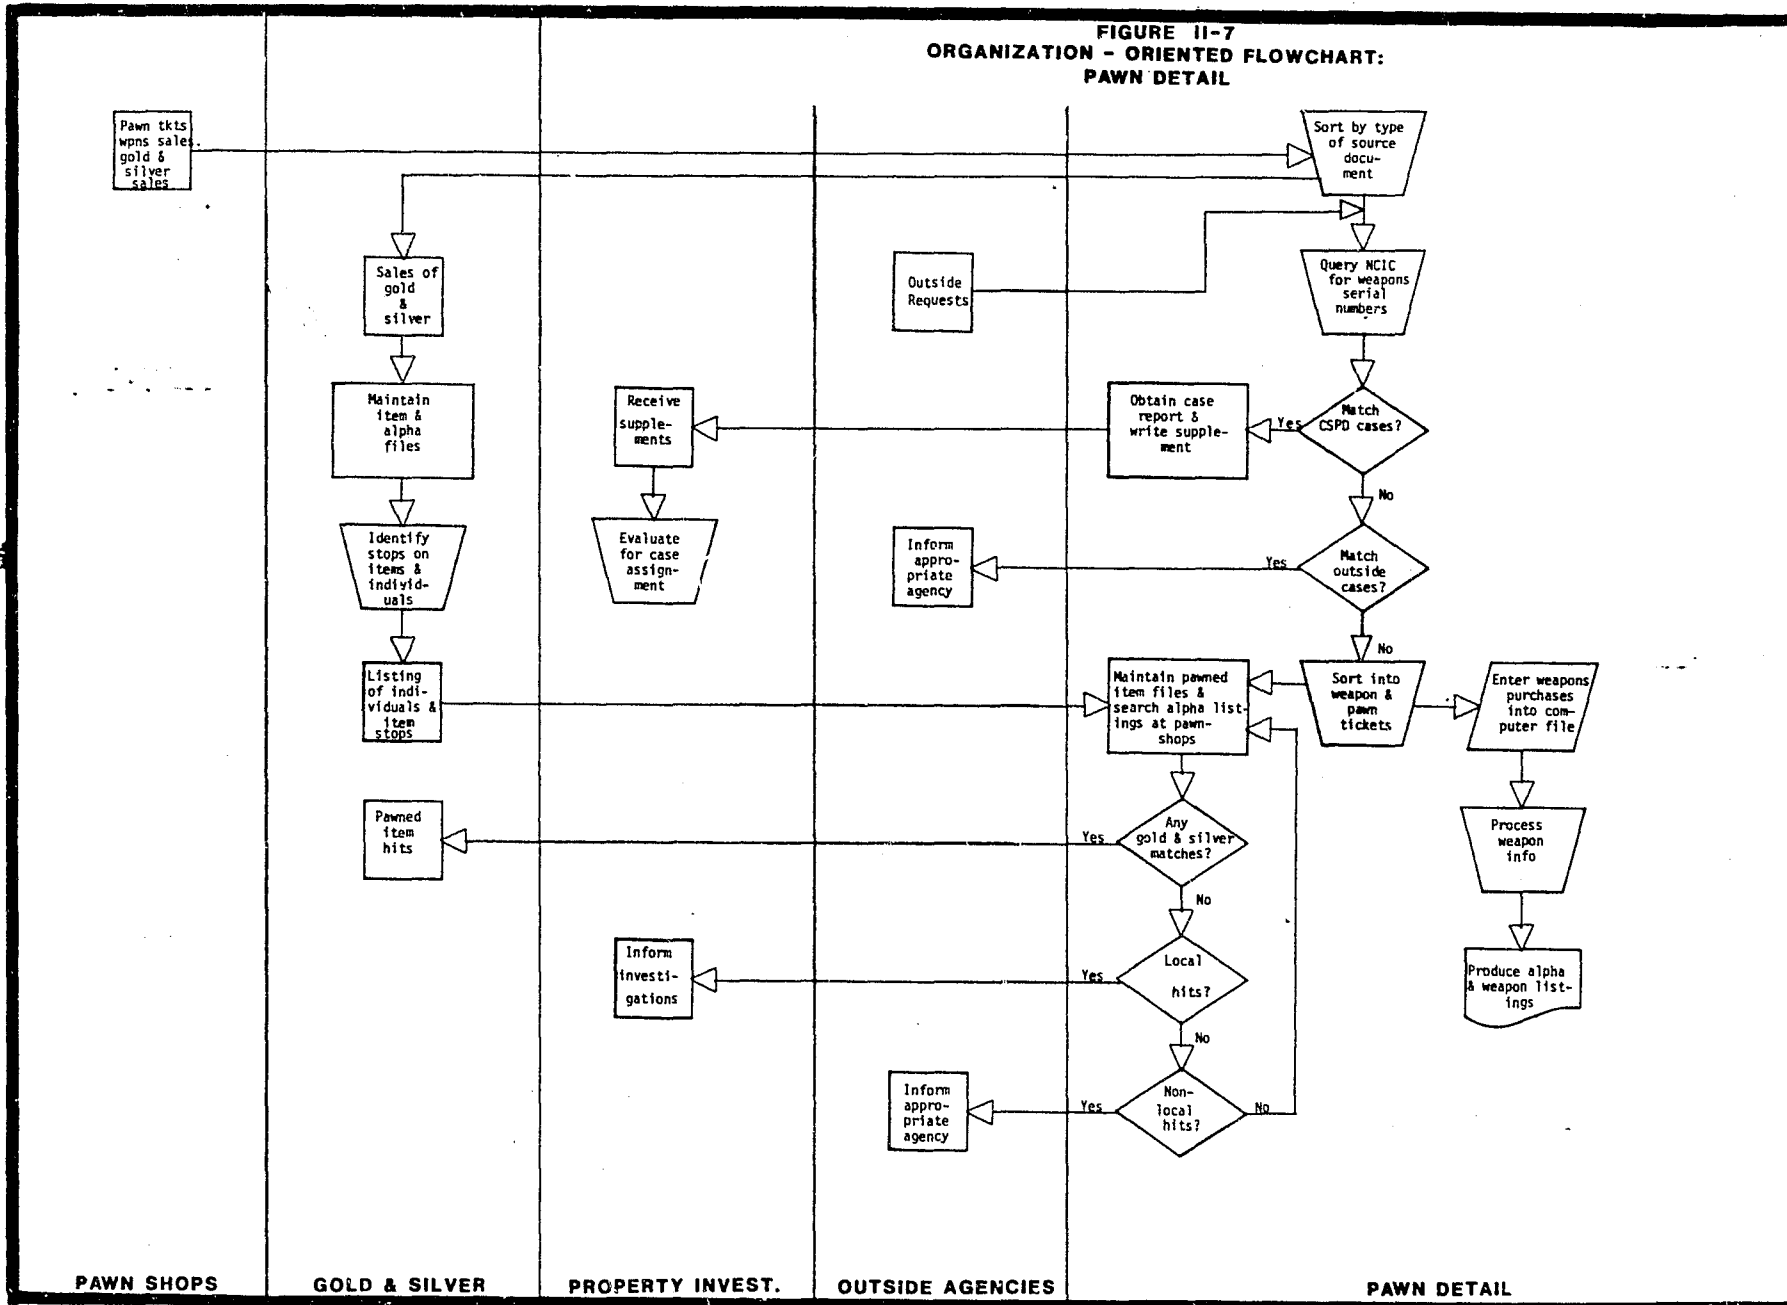 FIGURE II-7
ORGANIZATION - ORIENTED FLOWCHART:
PAWN DETAIL
Pawn tkts
wpns sales.
gold &
silver
sales
Sort by type
of source
docu-
ment
Sales of
gold
&
silver
Outside
Requests
Query NCIC
for weapons
serial
numbers
Maintain
item &
alpha
files
Receive
supple-
ments
Obtain case
report &
write supple-
ment
Yes
Match
CSPD cases?
No
Identify
stops on
items &
individ-
uals
Evaluate
for case
assign-
ment
Inform
appro-
priate
agency
Yes
Match
outside
cases?
No
Listing
of indi-
viduals &
item
stops
Maintain pawned
item files &
search alpha list-
ings at pawn-
shops
Sort into
weapon &
pawn
tickets
Enter weapons
purchases
into com-
puter file
Pawned
item
hits
Yes
Any
gold & silver
matches?
No
Process
weapon
info
Inform
investi-
gations
Yes
Local
hits?
No
Produce alpha
& weapon list-
ings
Inform
appro-
priate
agency
Yes
Non-
local
hits?
No
PAWN SHOPS
GOLD & SILVER
PROPERTY INVEST.
OUTSIDE AGENCIES
PAWN DETAIL